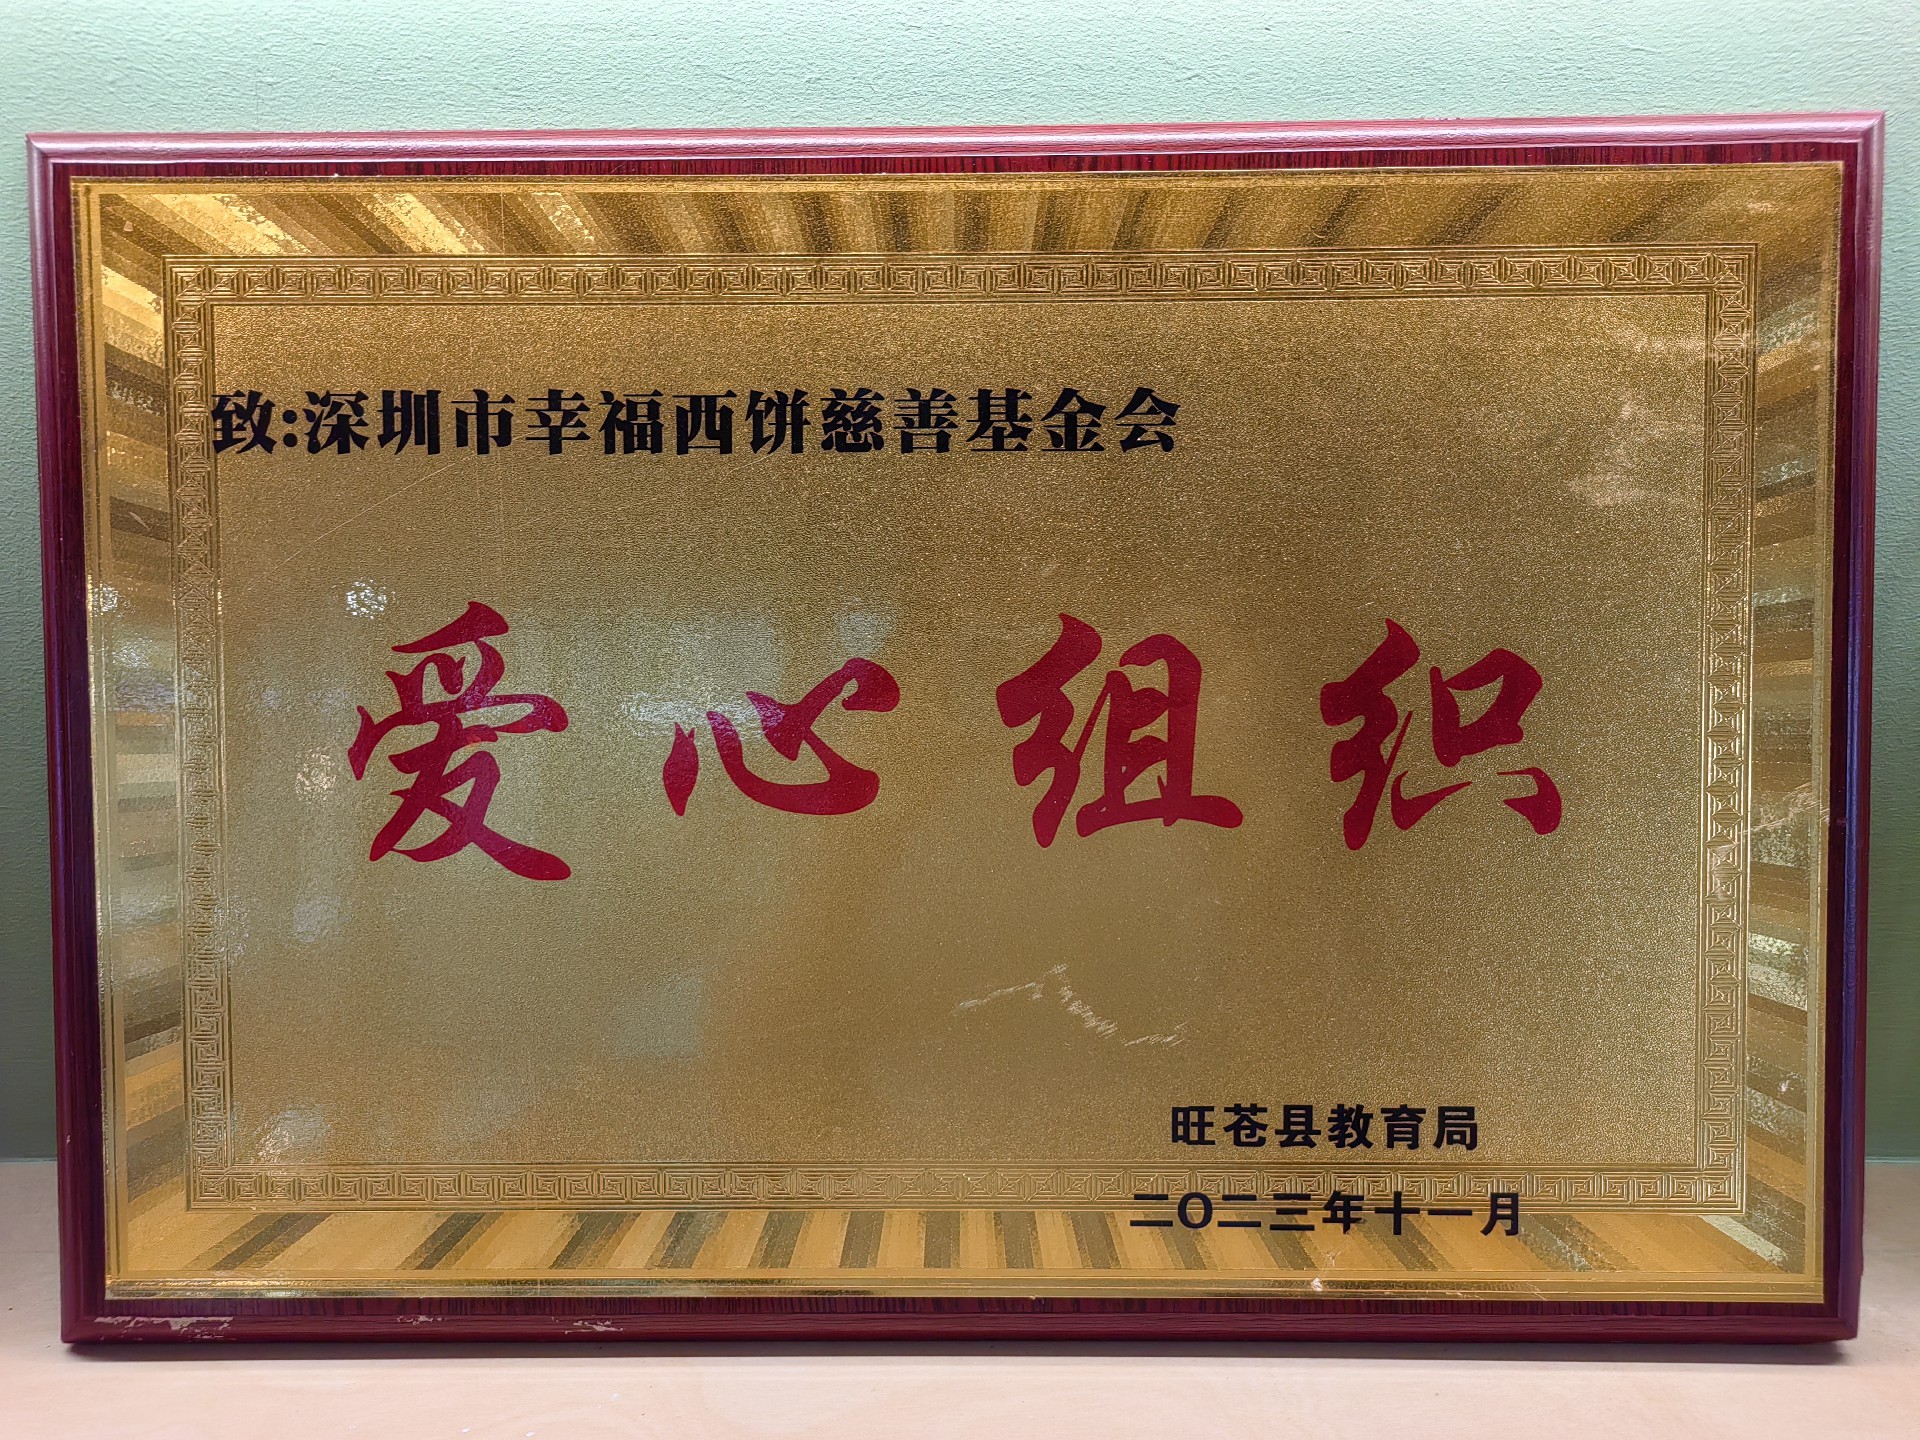 致:深圳市幸福西饼慈善基金会
爱心组织
旺苍县教育局
二〇二三年十一月